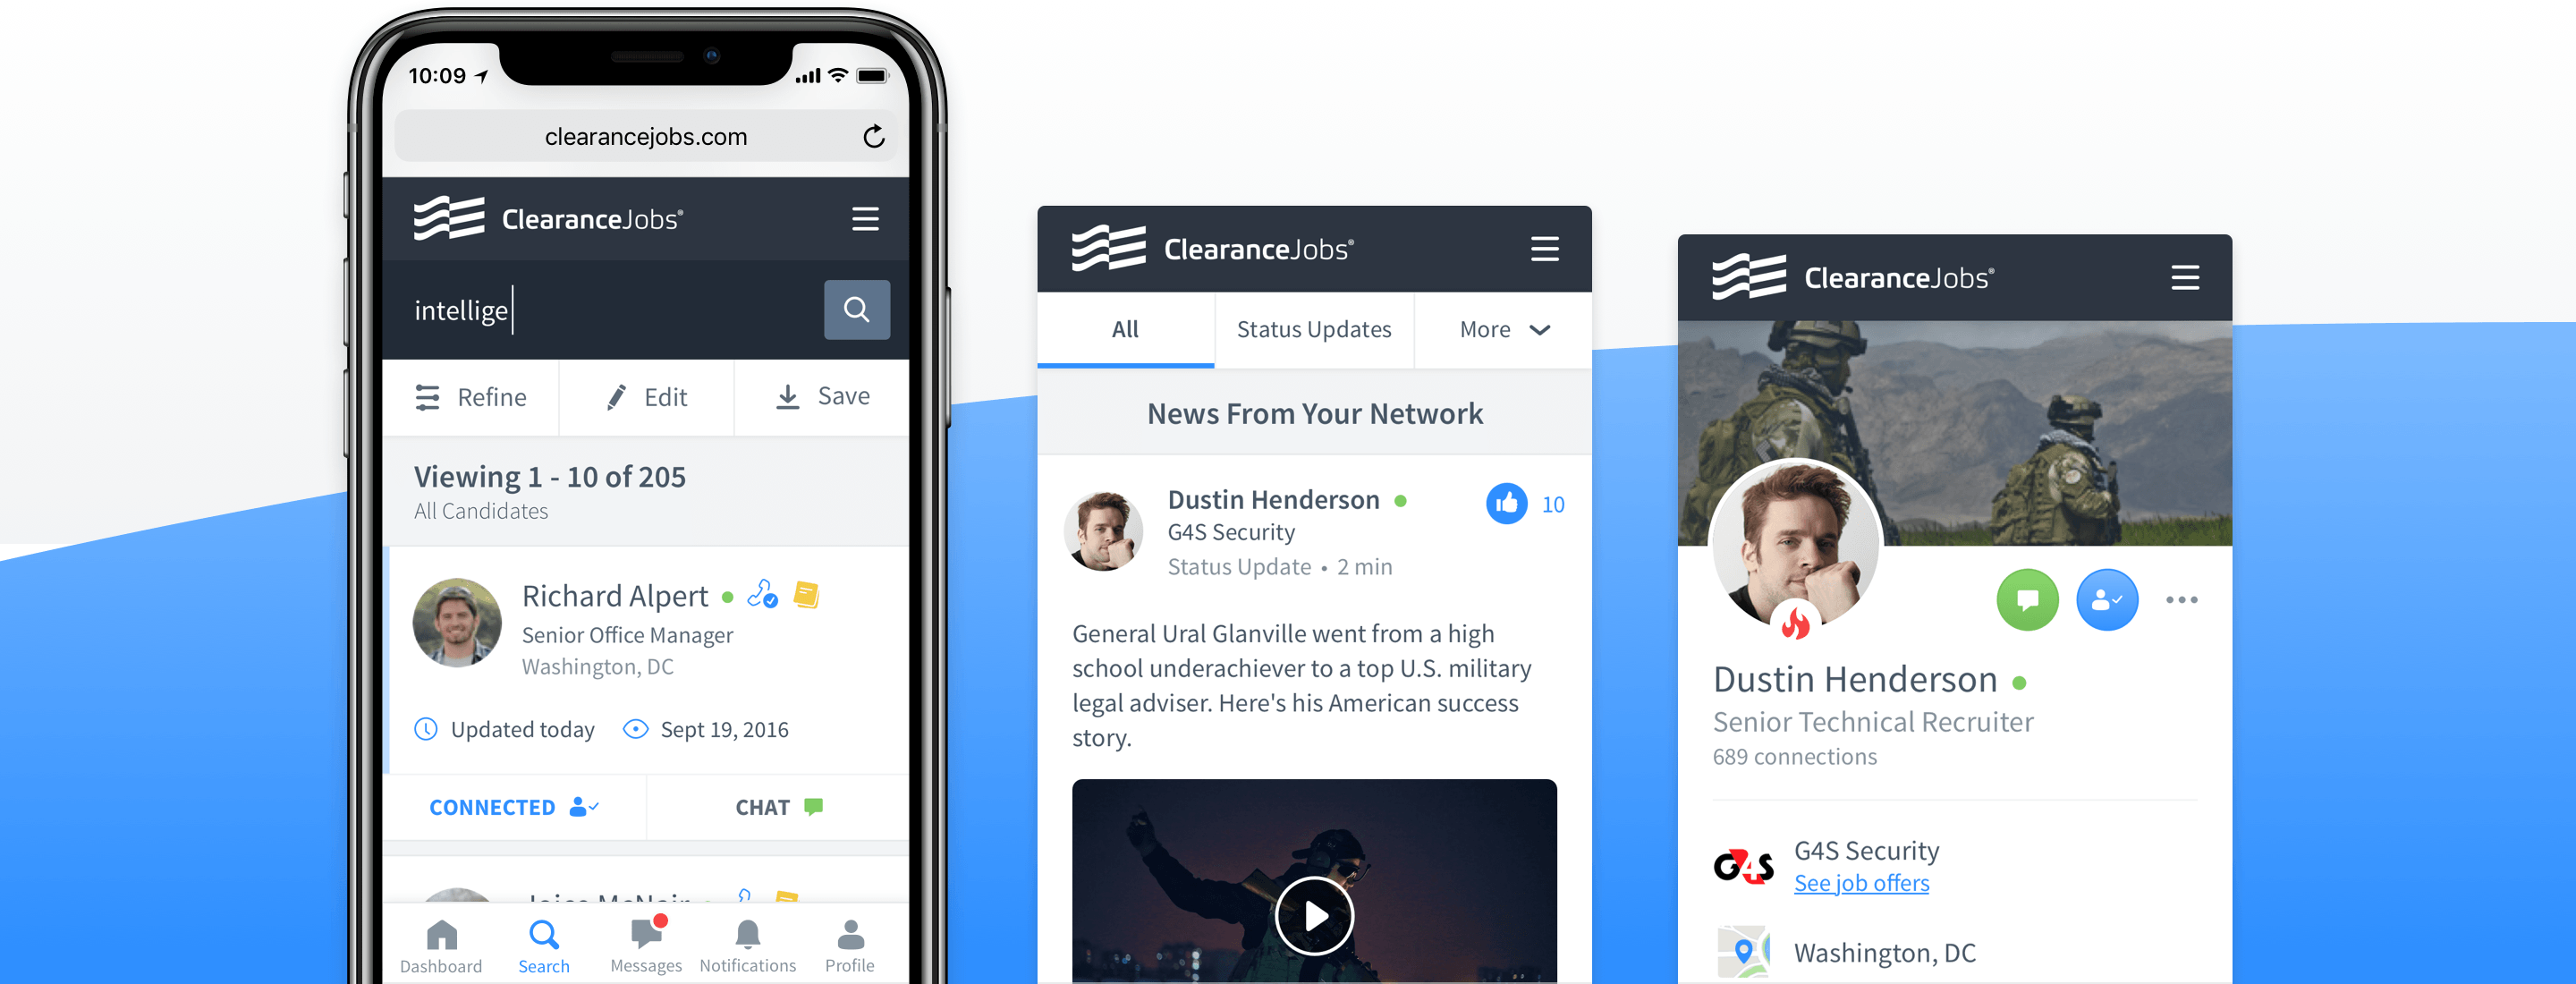 10:09
clearancejobs.com
ClearanceJobs®
intellige
Refine Edit Save
Viewing 1 - 10 of 205
All Candidates
Richard Alpert
Senior Office Manager
Washington, DC
Updated today Sept 19, 2016
CONNECTED CHAT
Dashboard Search Messages Notifications Profile
ClearanceJobs®
All Status Updates More
News From Your Network
Dustin Henderson
10
G4S Security
Status Update • 2 min
General Ural Glanville went from a high
school underachiever to a top U.S. military
legal adviser. Here's his American success
story.
ClearanceJobs®
Dustin Henderson
Senior Technical Recruiter
689 connections
G4S
G4S Security
See job offers
Washington, DC